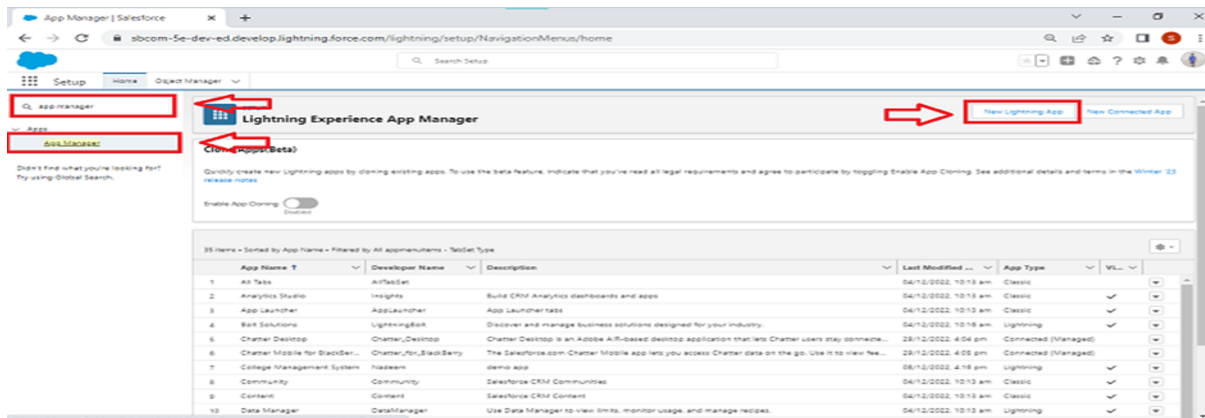 App Manager | Salesforce
sbcom-5e-dev-ed.develop.lightning.force.com/lightning/setup/NavigationMenus/home
S
Search Setup
Setup Home Object Manager
app manager
Apps
App Manager
Didn't find what you're looking for?
Try using Global Search.
SETUP
Lightning Experience App Manager
New Lightning App New Connected App
Clone Apps (Beta)
Quickly create new Lightning apps by cloning existing apps. To use the beta feature, indicate that you've read all legal requirements and agree to participate by toggling Enable App Cloning. See additional details and terms in the Winter '23
release notes
Enable App Cloning
Disabled
35 items • Sorted by App Name • Filtered by All appmenuitems - TabSet Type
App Name ↑ Developer Name Description Last Modified ... App Type Vi...
1 All Tabs AllTabSet 04/12/2022, 10:13 am Classic
2 Analytics Studio Insights Build CRM Analytics dashboards and apps 04/12/2022, 10:13 am Classic
3 App Launcher AppLauncher App Launcher tabs 04/12/2022, 10:13 am Classic
4 Bolt Solutions LightningBolt Discover and manage business solutions designed for your industry. 04/12/2022, 10:18 am Lightning
5 Chatter Desktop Chatter_Desktop Chatter Desktop is an Adobe AIR-based desktop application that lets Chatter users stay connecte... 28/12/2022, 4:04 pm Connected (Managed)
6 Chatter Mobile for BlackBer... Chatter_for_BlackBerry The Salesforce.com Chatter Mobile app lets you access Chatter data on the go. Use it to view fee... 28/12/2022, 4:05 pm Connected (Managed)
7 College Management System Nadeem demo app 08/12/2022, 4:18 pm Lightning
8 Community Community Salesforce CRM Communities 04/12/2022, 10:13 am Classic
9 Content Content Salesforce CRM Content 04/12/2022, 10:13 am Classic
10 Data Manager DataManager Use Data Manager to view limits, monitor usage, and manage recipes. 04/12/2022, 10:13 am Lightning